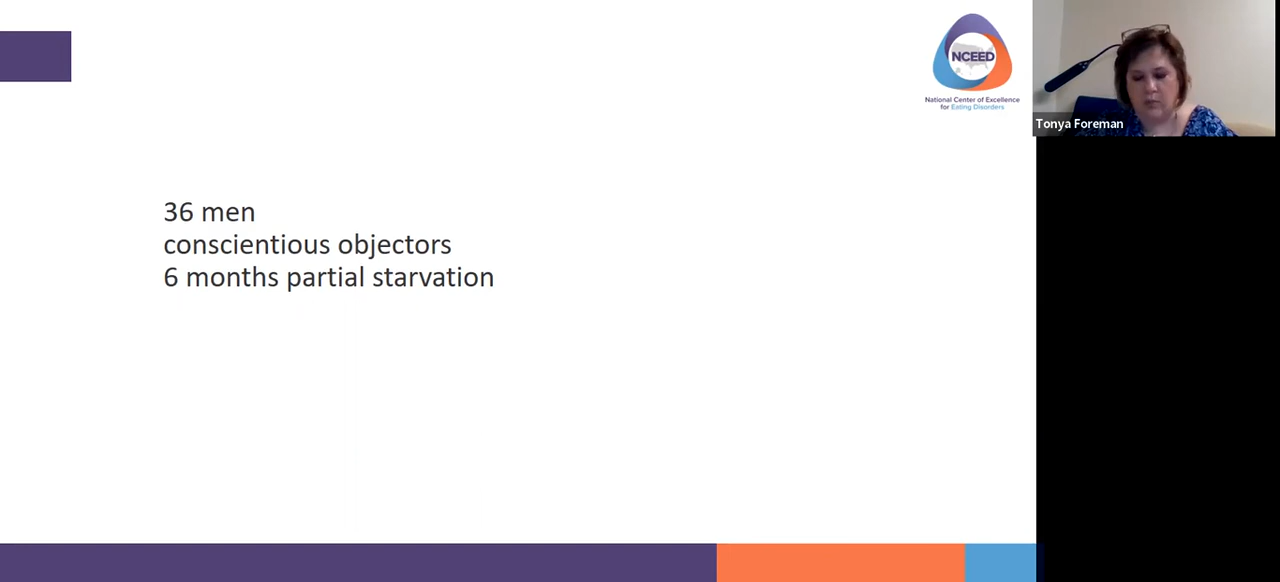 NCEED
National Center of Excellence
for Eating Disorders
Tonya Foreman
36 men
conscientious objectors
6 months partial starvation